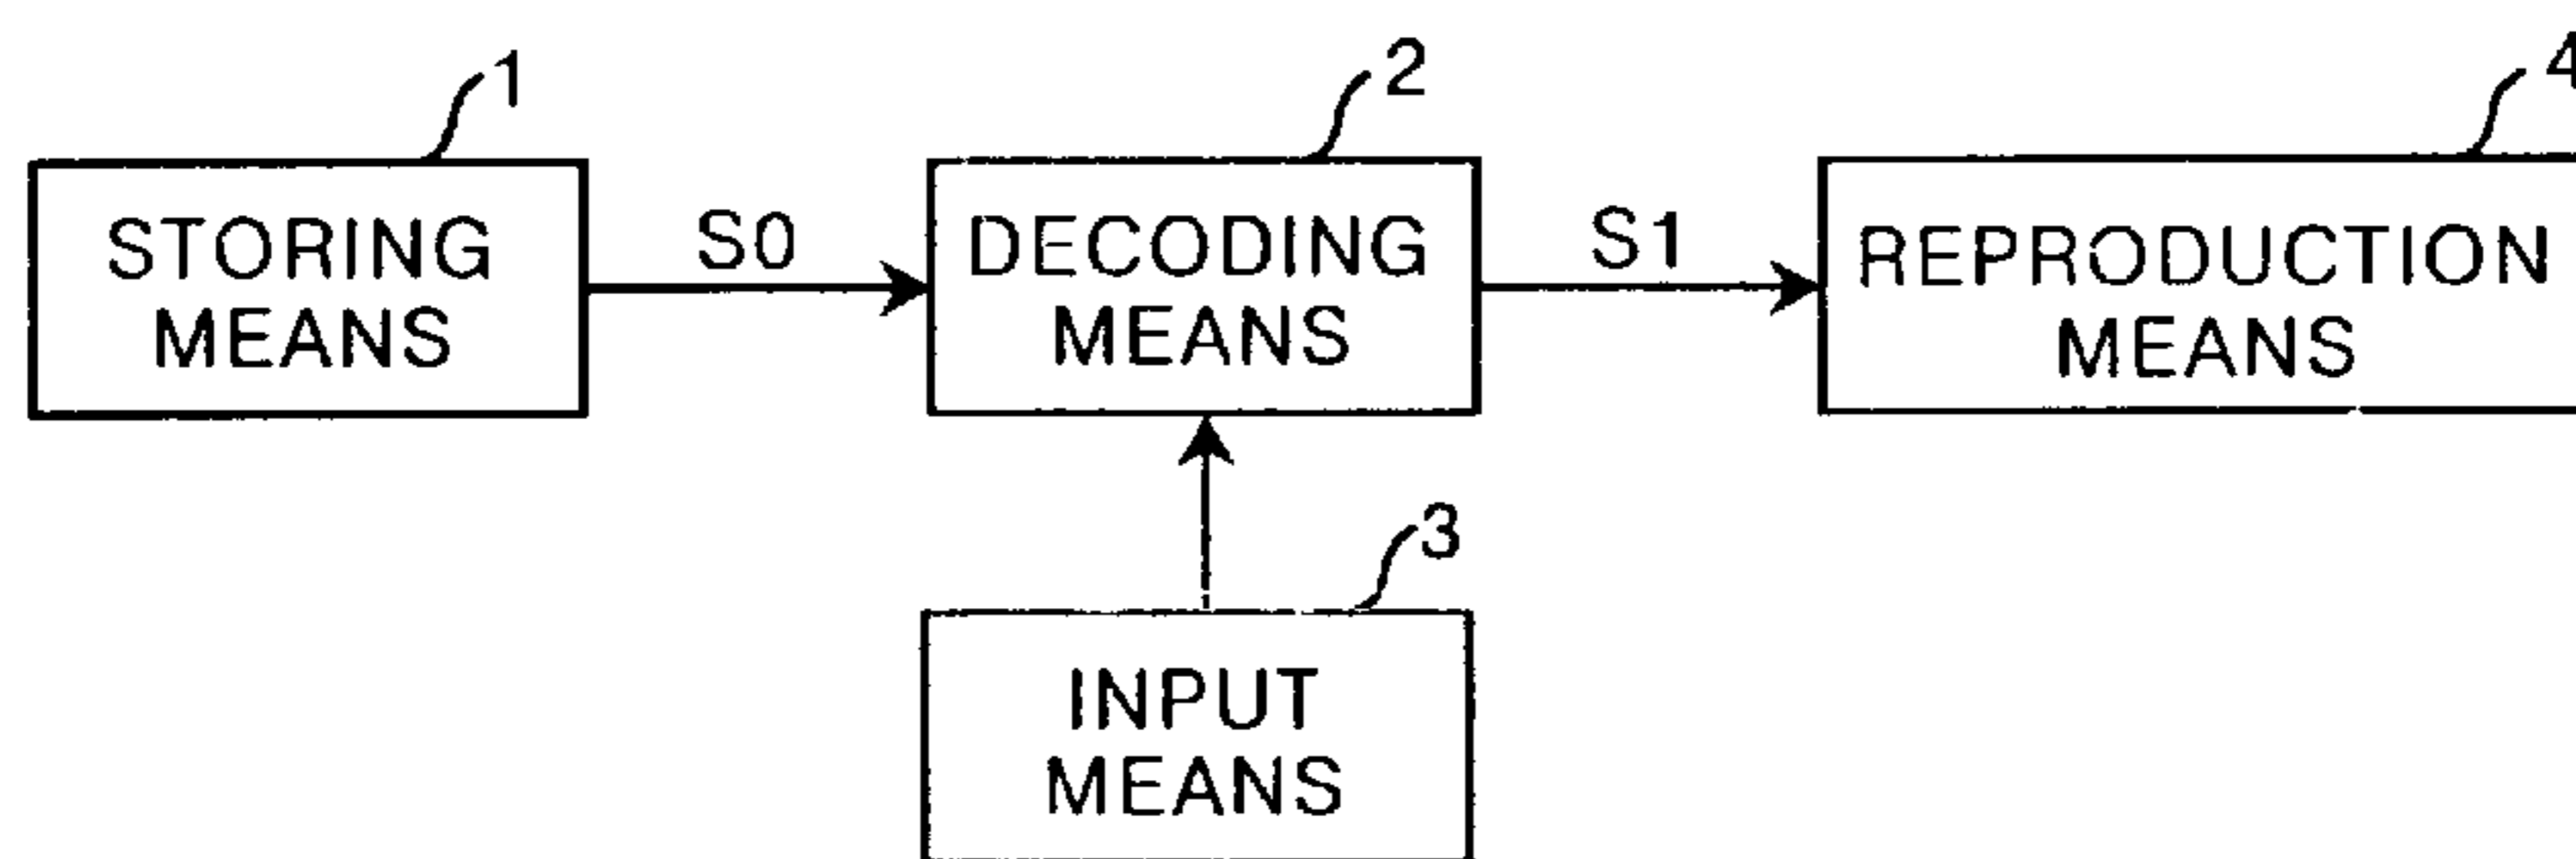 1
2
4
STORING
MEANS
S0
DECODING
MEANS
S1
REPRODUCTION
MEANS
3
INPUT
MEANS